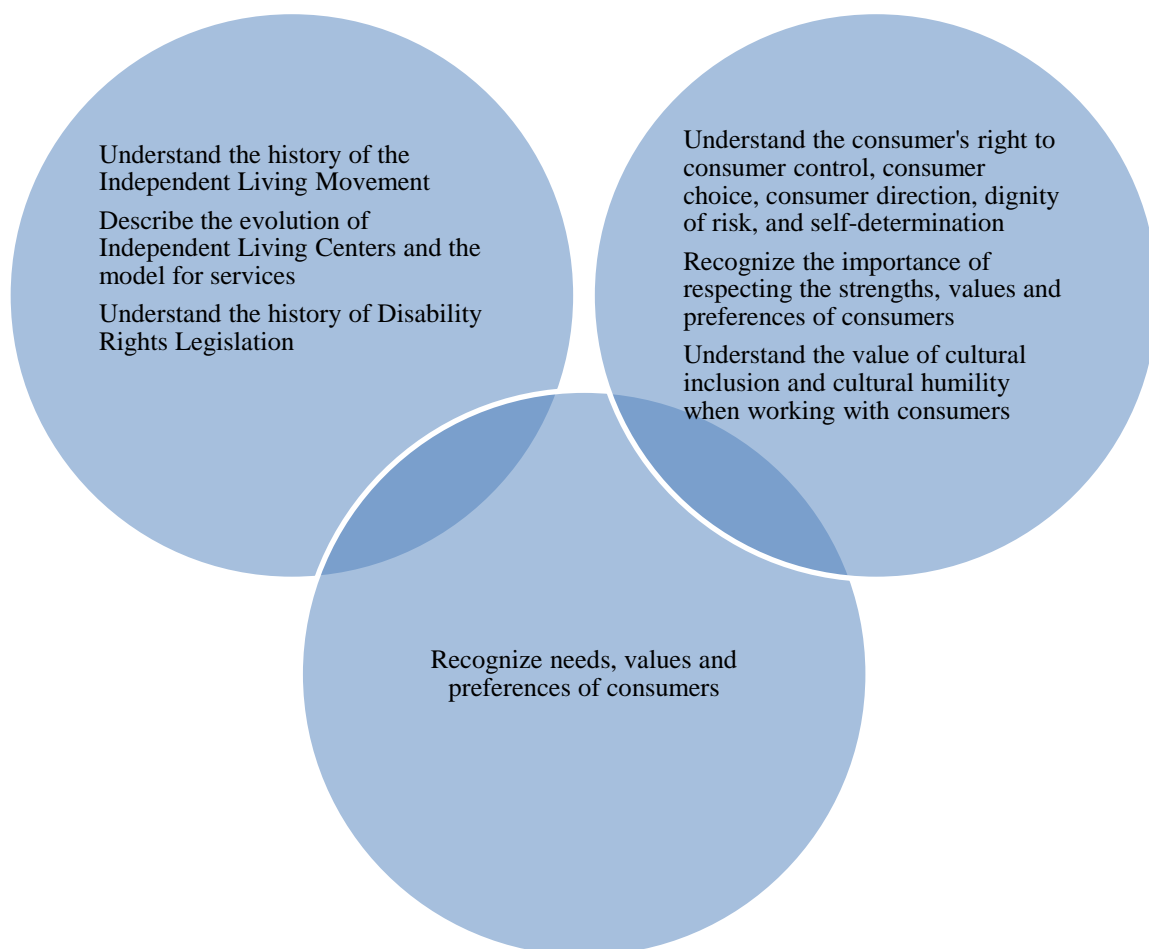 Understand the history of the
Independent Living Movement
Describe the evolution of
Independent Living Centers and the
model for services
Understand the history of Disability
Rights Legislation
Understand the consumer's right to
consumer control, consumer
choice, consumer direction, dignity
of risk, and self-determination
Recognize the importance of
respecting the strengths, values and
preferences of consumers
Understand the value of cultural
inclusion and cultural humility
when working with consumers
Recognize needs, values and
preferences of consumers